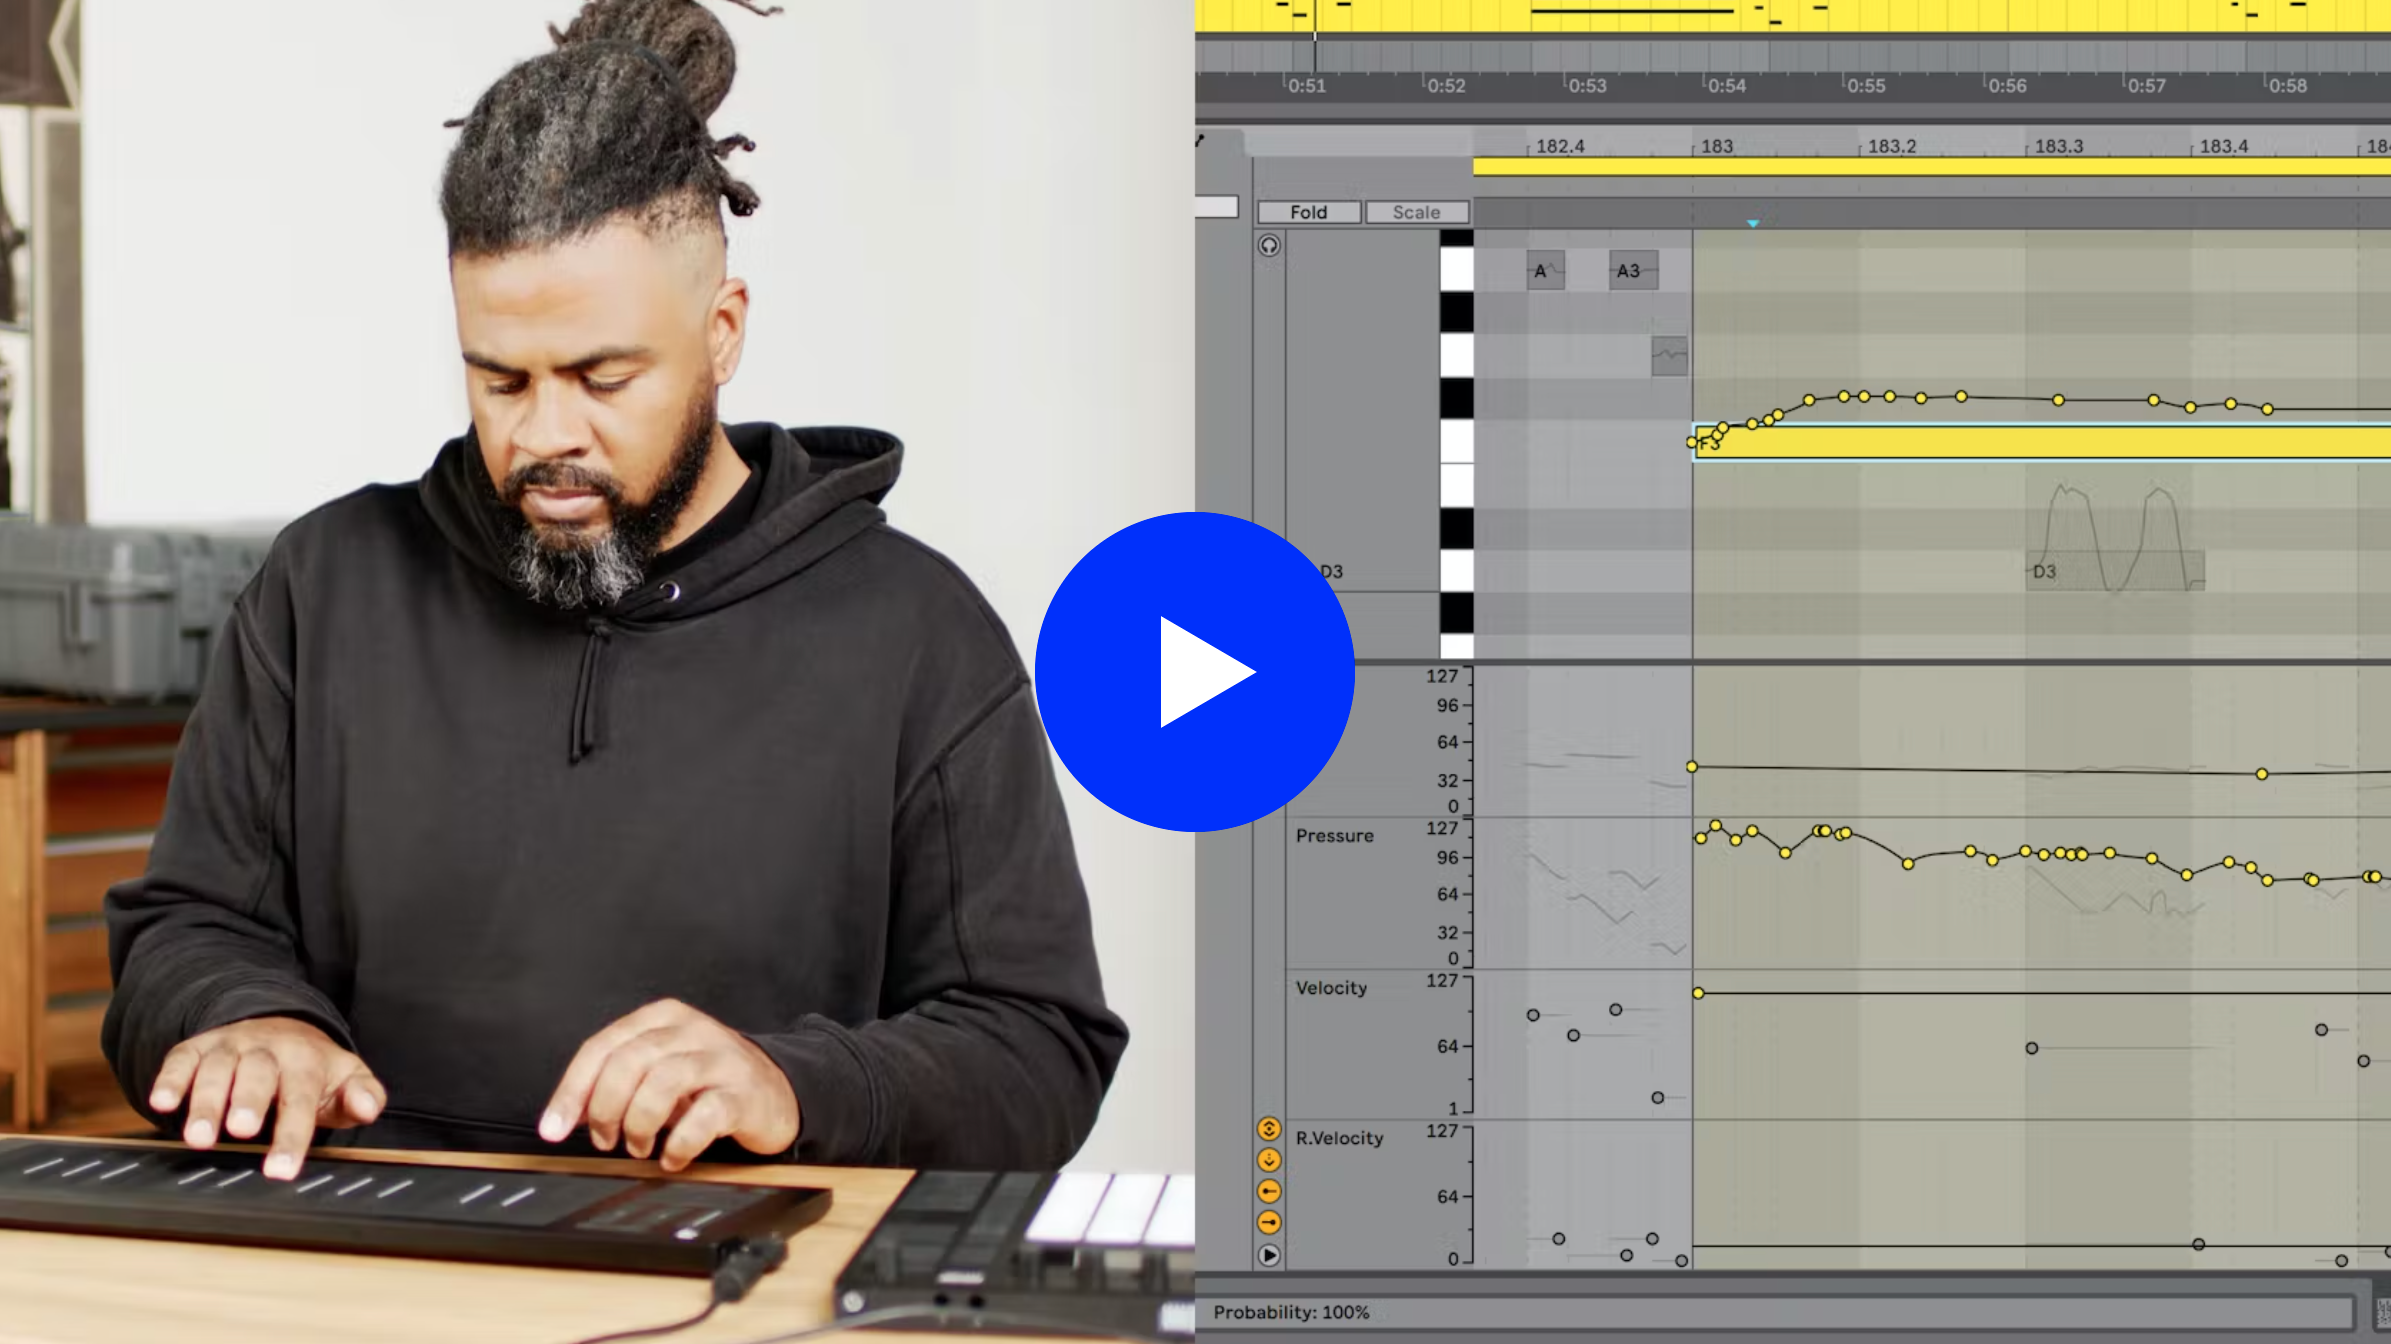 0:51 0:52 0:53 0:54 0:55 0:56 0:57 0:58
182.4 183 183.2 183.3 183.4
Fold Scale
A A3
F3
D3 D3
127
96
64
32
0
Pressure 127
96
64
32
0
Velocity 127
64
1
R.Velocity 127
64
0
Probability: 100%